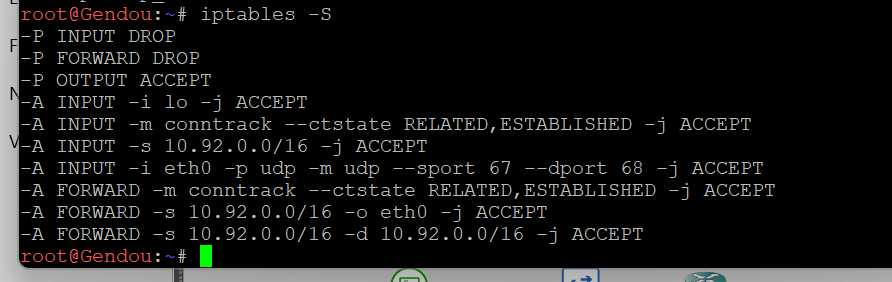 root@Gendou:~# iptables -S
-P INPUT DROP
-P FORWARD DROP
-P OUTPUT ACCEPT
-A INPUT -i lo -j ACCEPT
-A INPUT -m conntrack --ctstate RELATED,ESTABLISHED -j ACCEPT
-A INPUT -s 10.92.0.0/16 -j ACCEPT
-A INPUT -i eth0 -p udp -m udp --sport 67 --dport 68 -j ACCEPT
-A FORWARD -m conntrack --ctstate RELATED,ESTABLISHED -j ACCEPT
-A FORWARD -s 10.92.0.0/16 -o eth0 -j ACCEPT
-A FORWARD -s 10.92.0.0/16 -d 10.92.0.0/16 -j ACCEPT
root@Gendou:~#